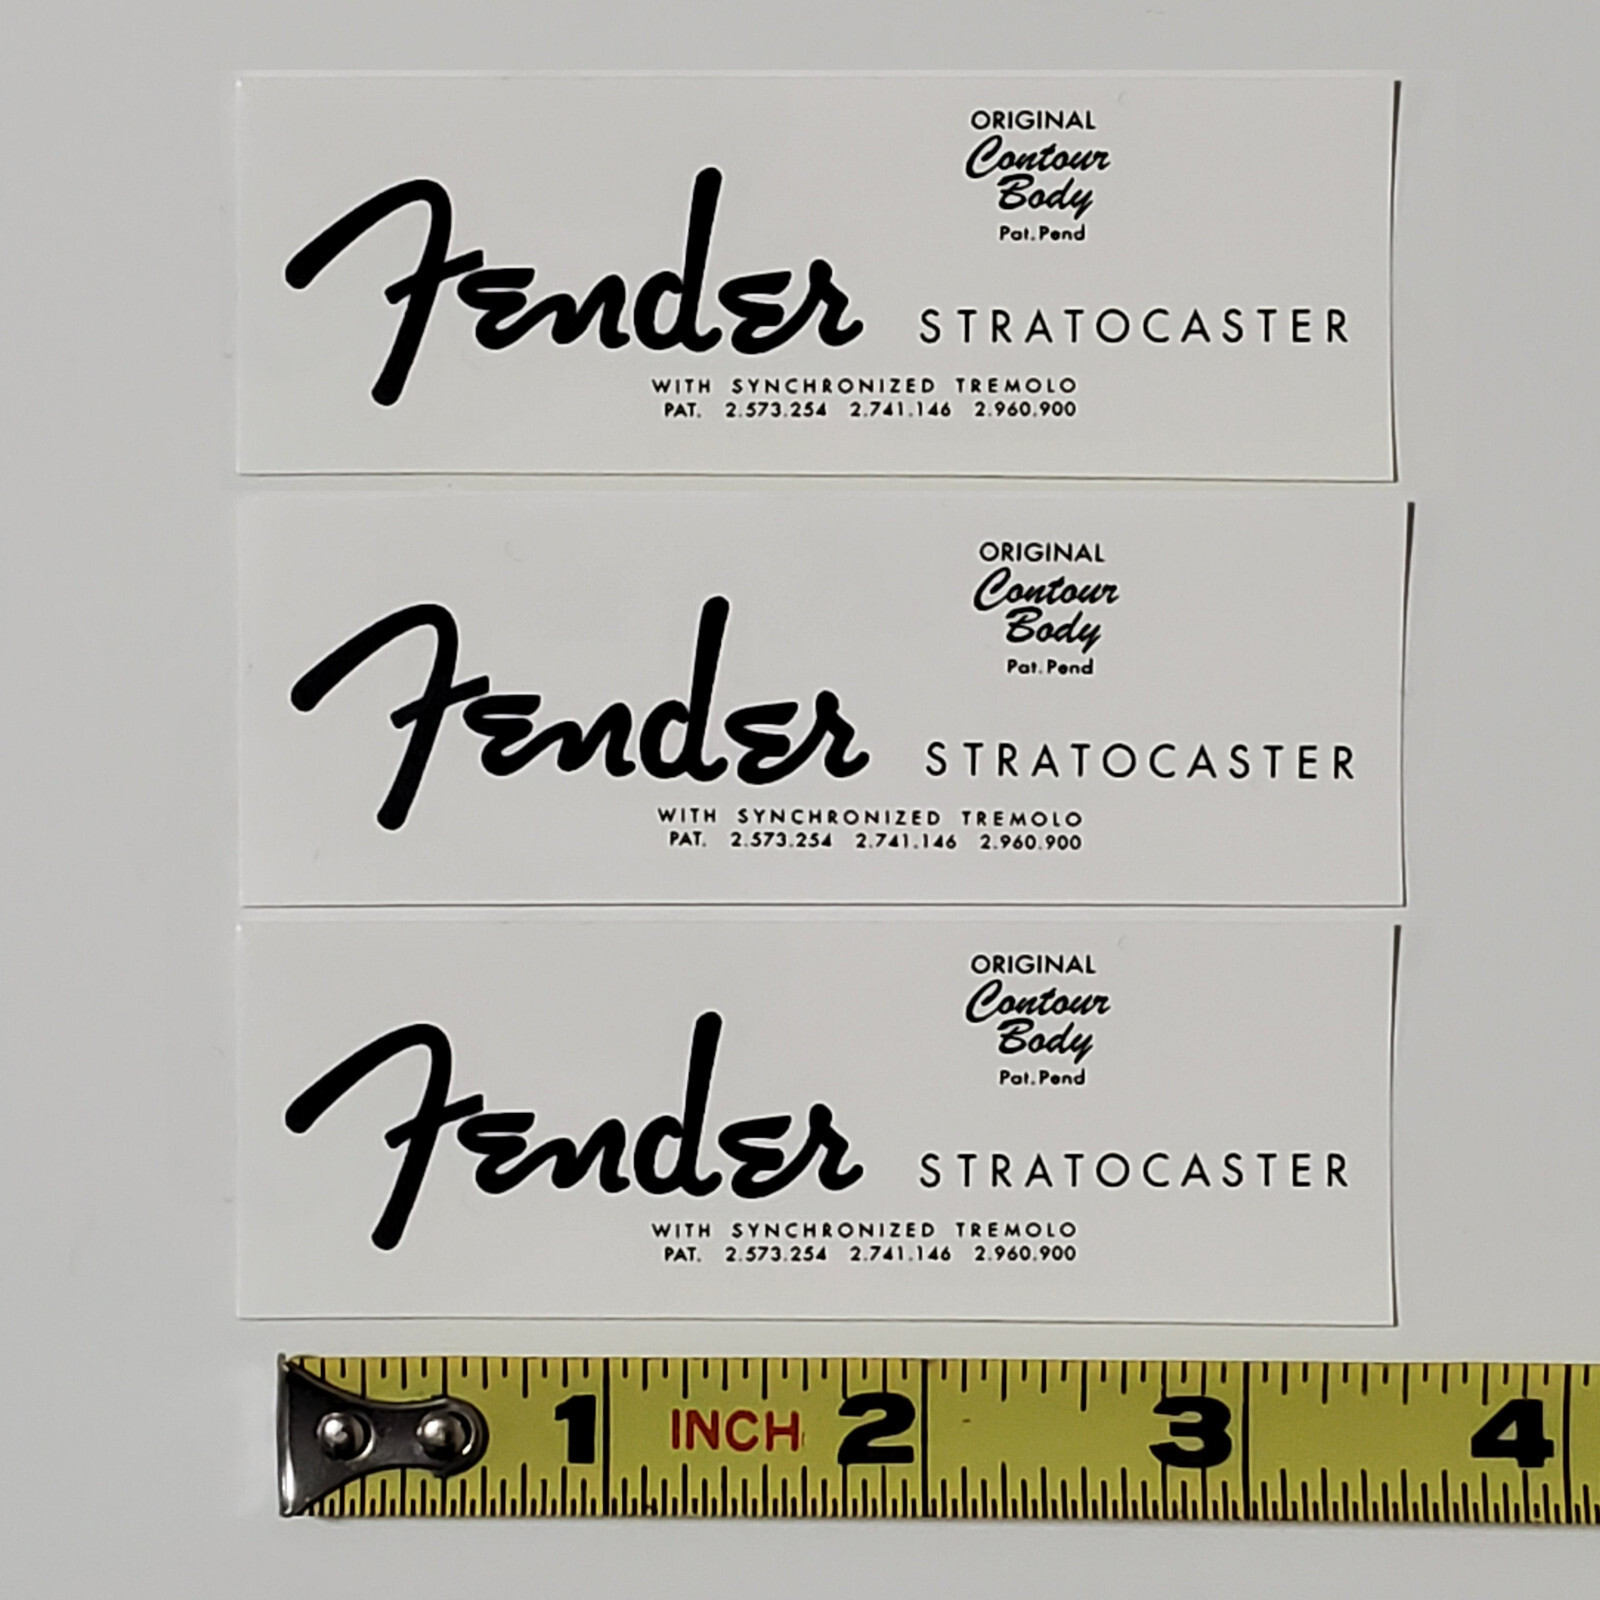 ORIGINAL
Contour
Body
Pat. Pend
Fender STRATOCASTER
WITH SYNCHRONIZED TREMOLO
PAT. 2.573.254 2.741.146 2.960.900
ORIGINAL
Contour
Body
Pat. Pend
Fender STRATOCASTER
WITH SYNCHRONIZED TREMOLO
PAT. 2.573.254 2.741.146 2.960.900
ORIGINAL
Contour
Body
Pat. Pend
Fender STRATOCASTER
WITH SYNCHRONIZED TREMOLO
PAT. 2.573.254 2.741.146 2.960.900
1 INCH 2 3 4